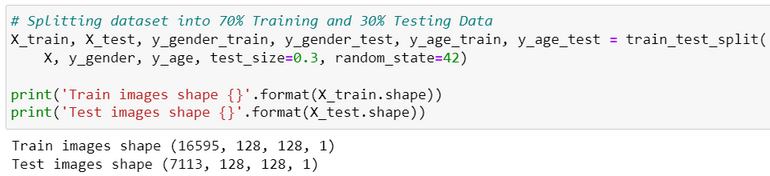 # Splitting dataset into 70% Training and 30% Testing Data
X_train, X_test, y_gender_train, y_gender_test, y_age_train, y_age_test = train_test_split(
    X, y_gender, y_age, test_size=0.3, random_state=42)
print('Train images shape {}'.format(X_train.shape))
print('Test images shape {}'.format(X_test.shape))
Train images shape (16595, 128, 128, 1)
Test images shape (7113, 128, 128, 1)